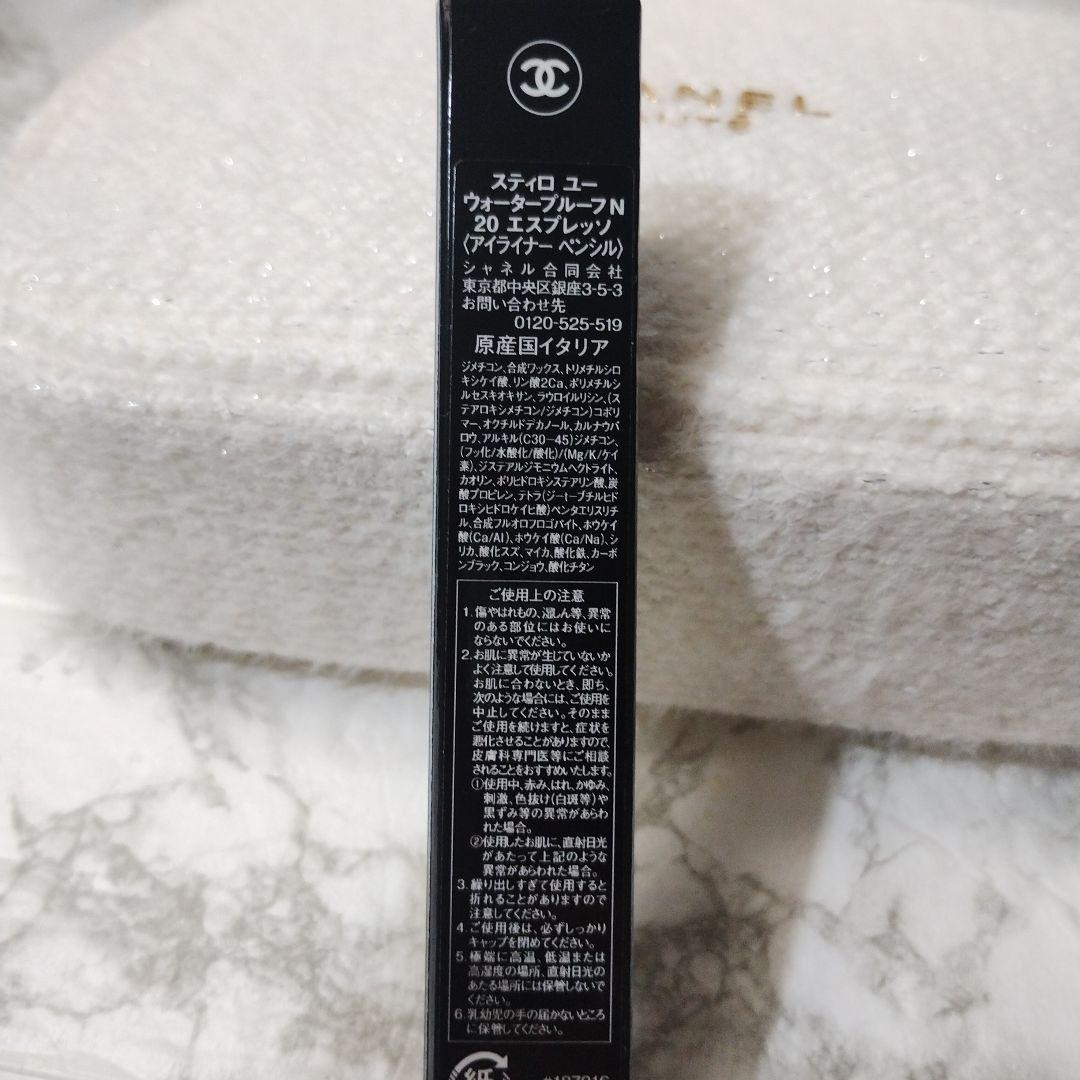 スティロ ユー
ウォータープルーフN
20 エスプレッソ
〈アイライナー ペンシル〉
シャネル合同会社
東京都中央区銀座3-5-3
お問い合わせ先
0120-525-519
原産国イタリア
ジメチコン、合成ワックス、トリメチルシロ
キシケイ酸、リン酸2Ca、ポリメチルシ
ルセスキオキサン、ラウロイルリシン、(ス
テアロキシメチコン/ジメチコン)コポリ
マー、オクチルドデカノール、カルナウバ
ロウ、アルキル(C30-45)ジメチコン、
(フッ化/水酸化/酸化)/(Mg/K/ケイ
素)、ジステアルジモニウムヘクトライト、
カオリン、ポリヒドロキシステアリン酸、炭
酸プロピレン、テトラ(ジ-t-ブチルヒド
ロキシヒドロケイヒ酸)ペンタエリスリチ
ル、合成フルオロフロゴパイト、ホウケイ
酸(Ca/Al)、ホウケイ酸(Ca/Na)、シ
リカ、酸化スズ、マイカ、酸化鉄、カーボ
ンブラック、コンジョウ、酸化チタン
ご使用上の注意
1. 傷やはれもの、湿しん等、異常
のある部位にはお使いに
ならないでください。
2. お肌に異常が生じていないか
よく注意して使用してください。
お肌に合わないとき、即ち、
次のような場合には、ご使用を
中止してください。そのまま
ご使用を続けますと、症状を
悪化させることがありますので、
皮膚科専門医等にご相談
されることをおすすめいたします。
①使用中、赤み、はれ、かゆみ、
刺激、色抜け(白斑等)や
黒ずみ等の異常があらわ
れた場合。
②使用したお肌に、直射日光
があたって上記のような
異常があらわれた場合。
3. 繰り出しすぎて使用すると
折れることがありますので
注意してください。
4. ご使用後は、必ずしっかり
キャップを閉めてください。
5. 極端に高温、低温または
高湿度の場所、直射日光の
あたる場所には保管しないで
ください。
6. 乳幼児の手の届かないところ
に保管してください。
紙